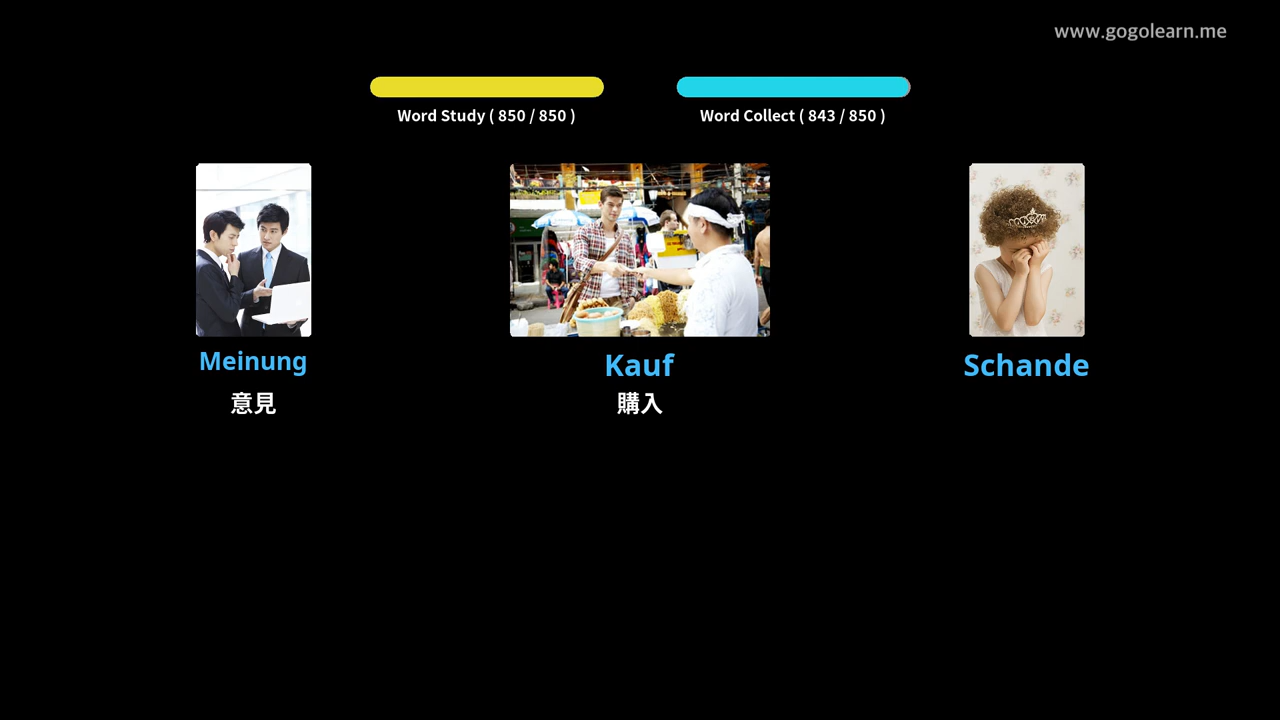 www.gogolearn.me
Word Study ( 850 / 850 )
Word Collect ( 843 / 850 )
Meinung
意見
Kauf
購入
Schande